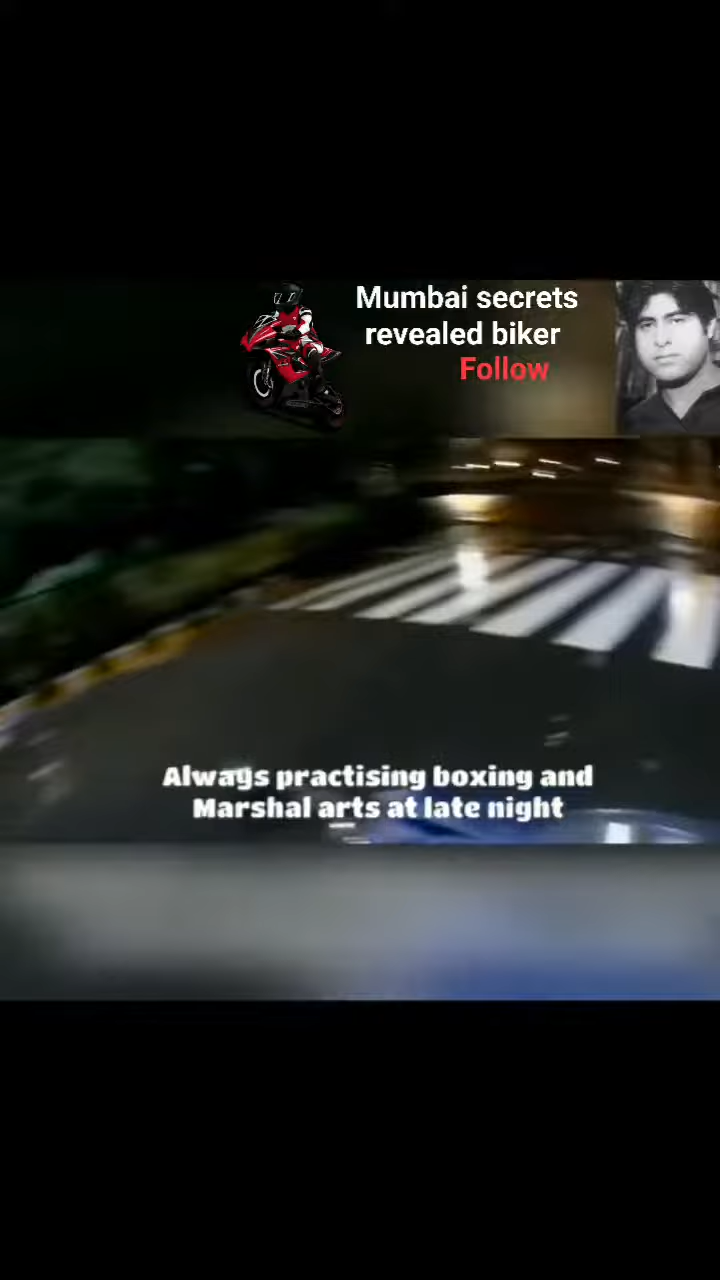 Mumbai secrets
revealed biker
Follow
Always practising boxing and
Marshal arts at late night